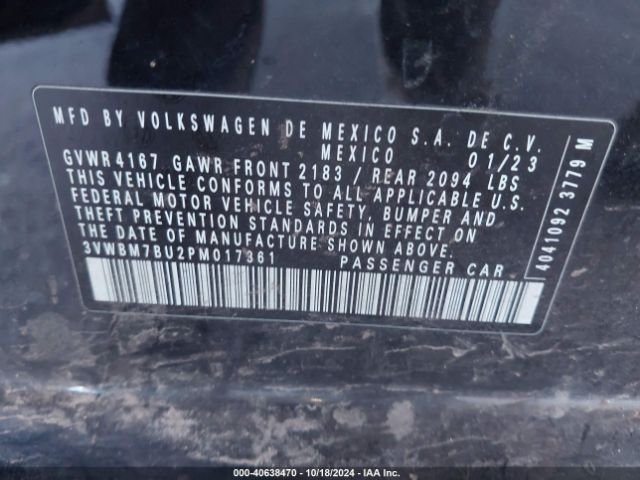 MFD BY VOLKSWAGEN DE MEXICO S.A. DE C.V.
MEXICO 01/23
GVWR 4167 GAWR FRONT 2183 / REAR 2094 LBS
THIS VEHICLE CONFORMS TO ALL APPLICABLE U.S.
FEDERAL MOTOR VEHICLE SAFETY, BUMPER AND
THEFT PREVENTION STANDARDS IN EFFECT ON
THE DATE OF MANUFACTURE SHOWN ABOVE.
3VWBM7BU2PM017361 PASSENGER CAR
4041092 3779 M
000-40638470 | 10/18/2024 | IAA Inc.